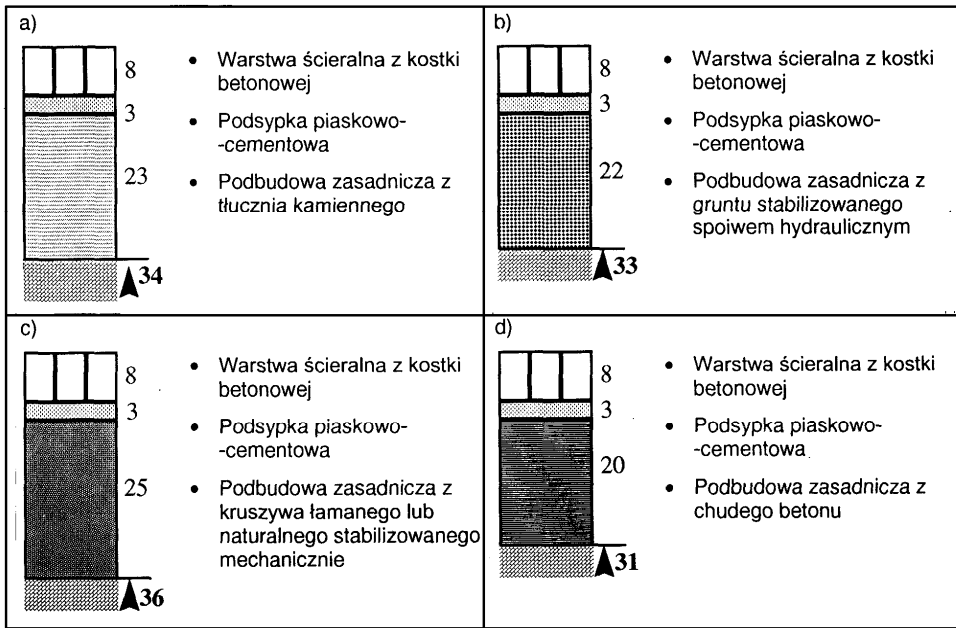 a)
8
3
23
34
• Warstwa ścieralna z kostki
betonowej
• Podsypka piaskowo-
-cementowa
• Podbudowa zasadnicza z
tłucznia kamiennego
b)
8
3
22
33
• Warstwa ścieralna z kostki
betonowej
• Podsypka piaskowo-
-cementowa
• Podbudowa zasadnicza z
gruntu stabilizowanego
spoiwem hydraulicznym
c)
8
3
25
36
• Warstwa ścieralna z kostki
betonowej
• Podsypka piaskowo-
-cementowa
• Podbudowa zasadnicza z
kruszywa łamanego lub
naturalnego stabilizowanego
mechanicznie
d)
8
3
20
31
• Warstwa ścieralna z kostki
betonowej
• Podsypka piaskowo-
-cementowa
• Podbudowa zasadnicza z
chudego betonu